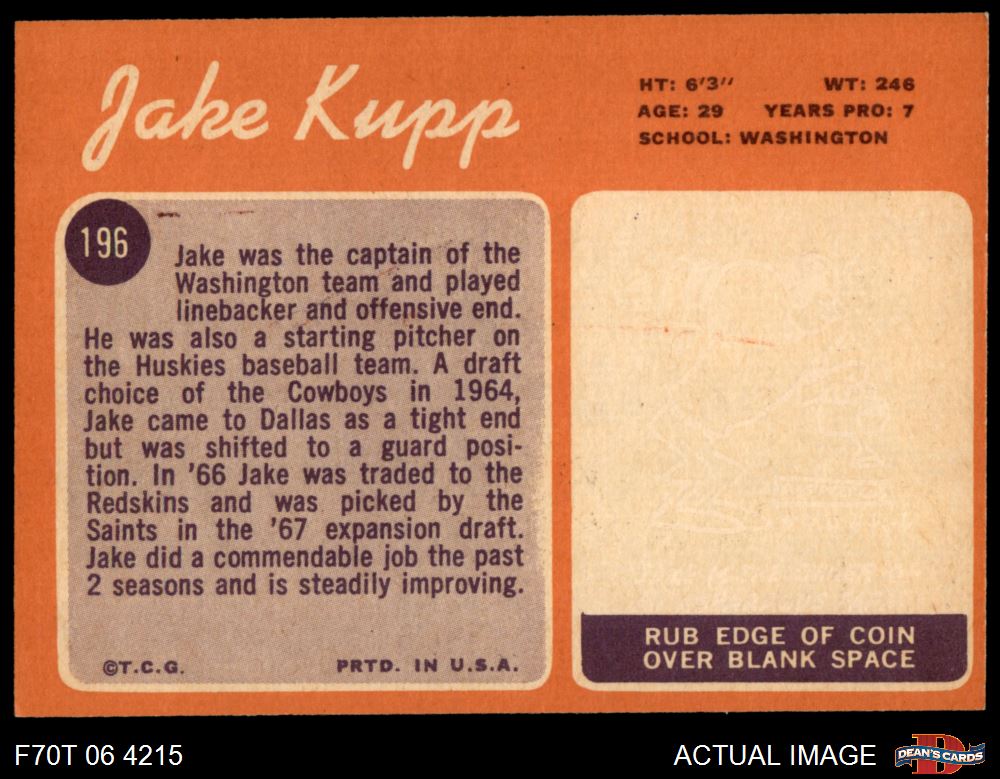 Jake Kupp
HT: 6'3" WT: 246
AGE: 29 YEARS PRO: 7
SCHOOL: WASHINGTON
196
Jake was the captain of the
Washington team and played
linebacker and offensive end.
He was also a starting pitcher on
the Huskies baseball team. A draft
choice of the Cowboys in 1964,
Jake came to Dallas as a tight end
but was shifted to a guard posi-
tion. In '66 Jake was traded to the
Redskins and was picked by the
Saints in the '67 expansion draft.
Jake did a commendable job the past
2 seasons and is steadily improving.
©T.C.G. PRTD. IN U.S.A.
RUB EDGE OF COIN
OVER BLANK SPACE
F70T 06 4215
ACTUAL IMAGE
DEAN'S CARDS